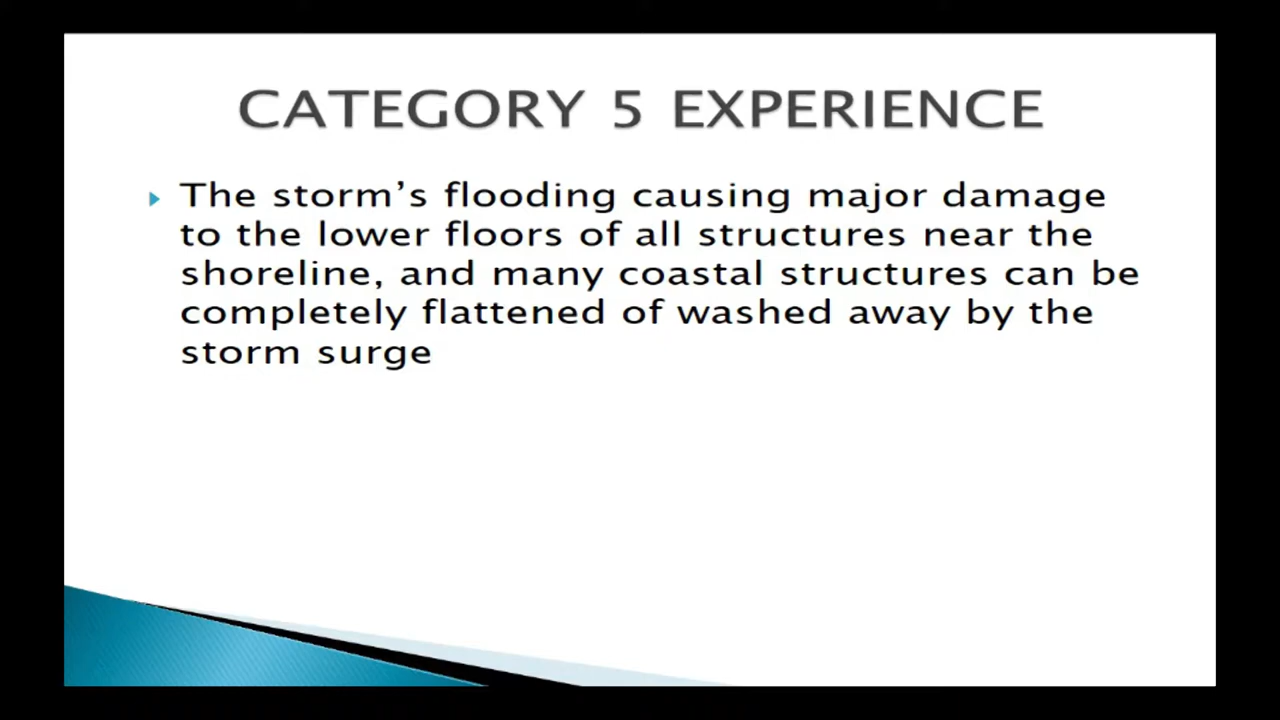 CATEGORY 5 EXPERIENCE
The storm’s flooding causing major damage
to the lower floors of all structures near the
shoreline, and many coastal structures can be
completely flattened of washed away by the
storm surge